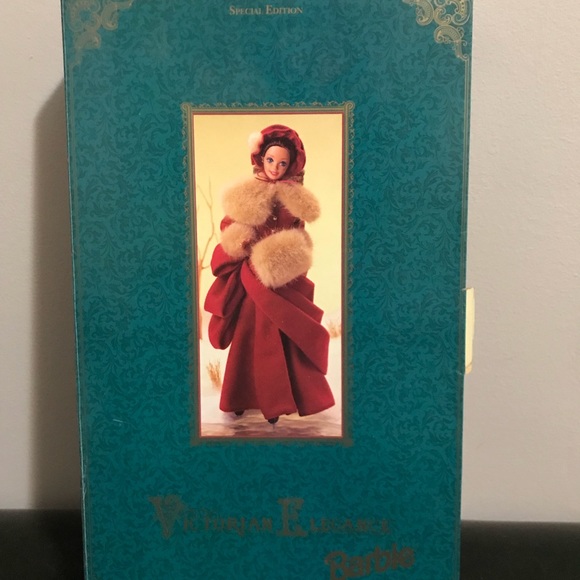 Special Edition
Victorian Elegance
Barbie